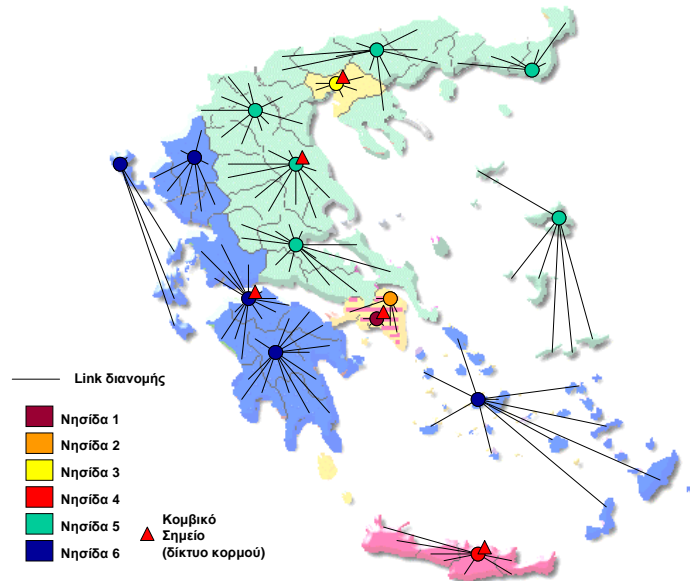 Link διανομής
Νησίδα 1
Νησίδα 2
Νησίδα 3
Νησίδα 4
Νησίδα 5
Νησίδα 6
Κομβικό
Σημείο
(δίκτυο κορμού)